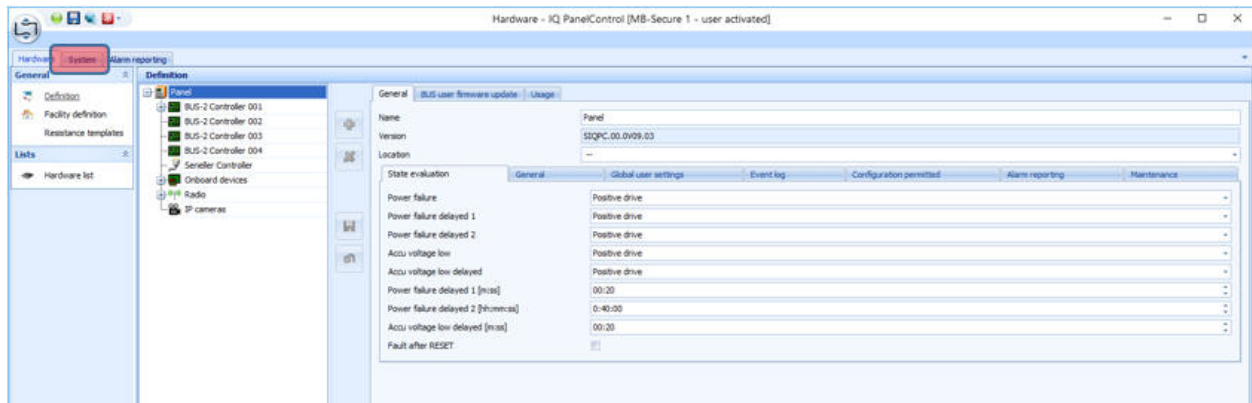 Hardware - IQ PanelControl [MB-Secure 1 - user activated]
Hardware System Alarm reporting
General
Definition
Facility definition
Resistance templates
Lists
Hardware list
Definition
Panel
BUS-2 Controller 001
BUS-2 Controller 002
BUS-2 Controller 003
BUS-2 Controller 004
Serieller Controller
Onboard devices
Radio
IP cameras
General BUS user firmware update Usage
Name Panel
Version SIQPC.00.0V09.03
Location --
State evaluation General Global user settings Event log Configuration permitted Alarm reporting Maintenance
Power failure Positive drive
Power failure delayed 1 Positive drive
Power failure delayed 2 Positive drive
Accu voltage low Positive drive
Accu voltage low delayed Positive drive
Power failure delayed 1 [m:ss] 00:20
Power failure delayed 2 [hh:mm:ss] 0:40:00
Accu voltage low delayed [m:ss] 00:20
Fault after RESET